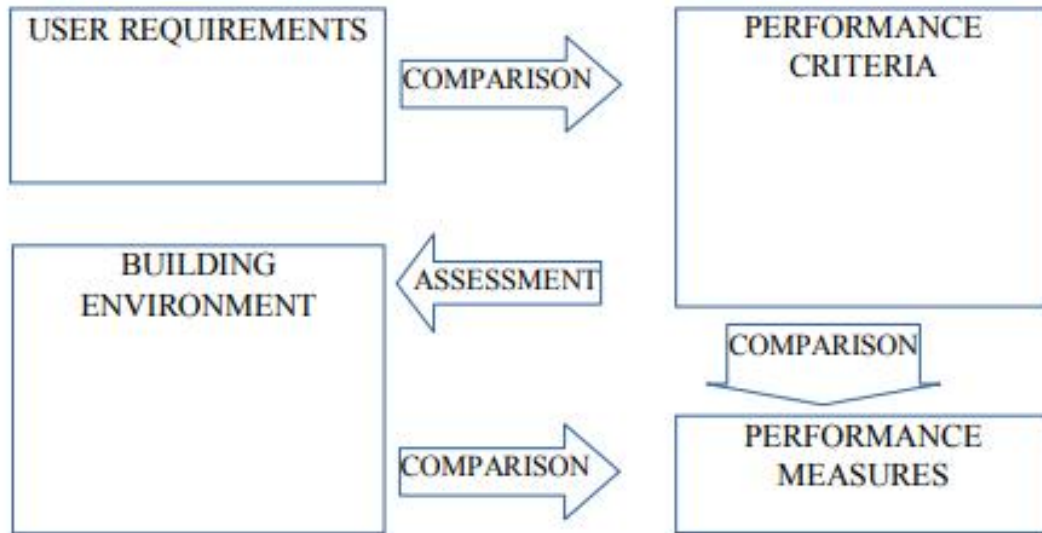 USER REQUIREMENTS
COMPARISON
PERFORMANCE
CRITERIA
BUILDING
ENVIRONMENT
ASSESSMENT
COMPARISON
COMPARISON
PERFORMANCE
MEASURES